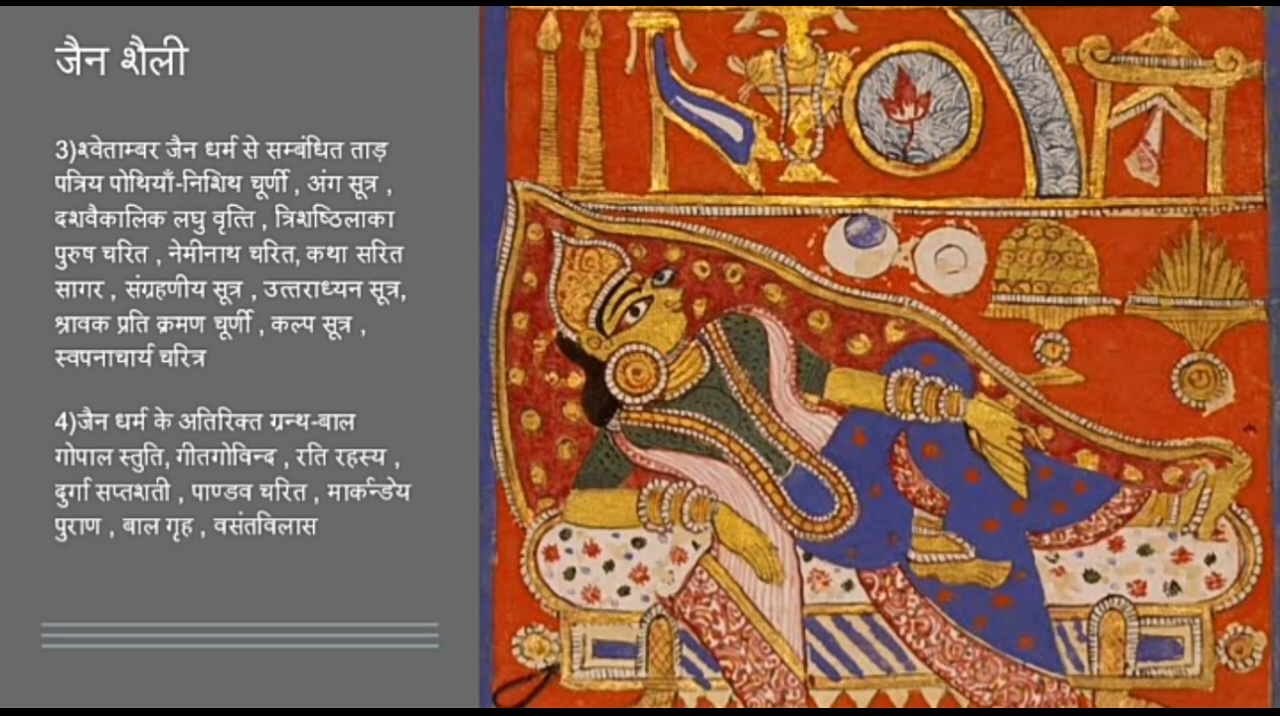 जैन शैली
3)श्वेताम्बर जैन धर्म से सम्बंधित ताड़
पत्रिय पोथियाँ-निशिथ चूर्णी , अंग सूत्र ,
दशवैकालिक लघु वृत्ति , त्रिशष्ठिलाका
पुरुष चरित , नेमीनाथ चरित, कथा सरित
सागर , संग्रहणीय सूत्र , उत्तराध्यन सूत्र,
श्रावक प्रति क्रमण चूर्णी , कल्प सूत्र ,
स्वपनाचार्य चरित्र
4)जैन धर्म के अतिरिक्त ग्रन्थ-बाल
गोपाल स्तुति, गीतगोविन्द , रति रहस्य ,
दुर्गा सप्तशती , पाण्डव चरित , मार्कन्डेय
पुराण , बाल गृह , वसंतविलास